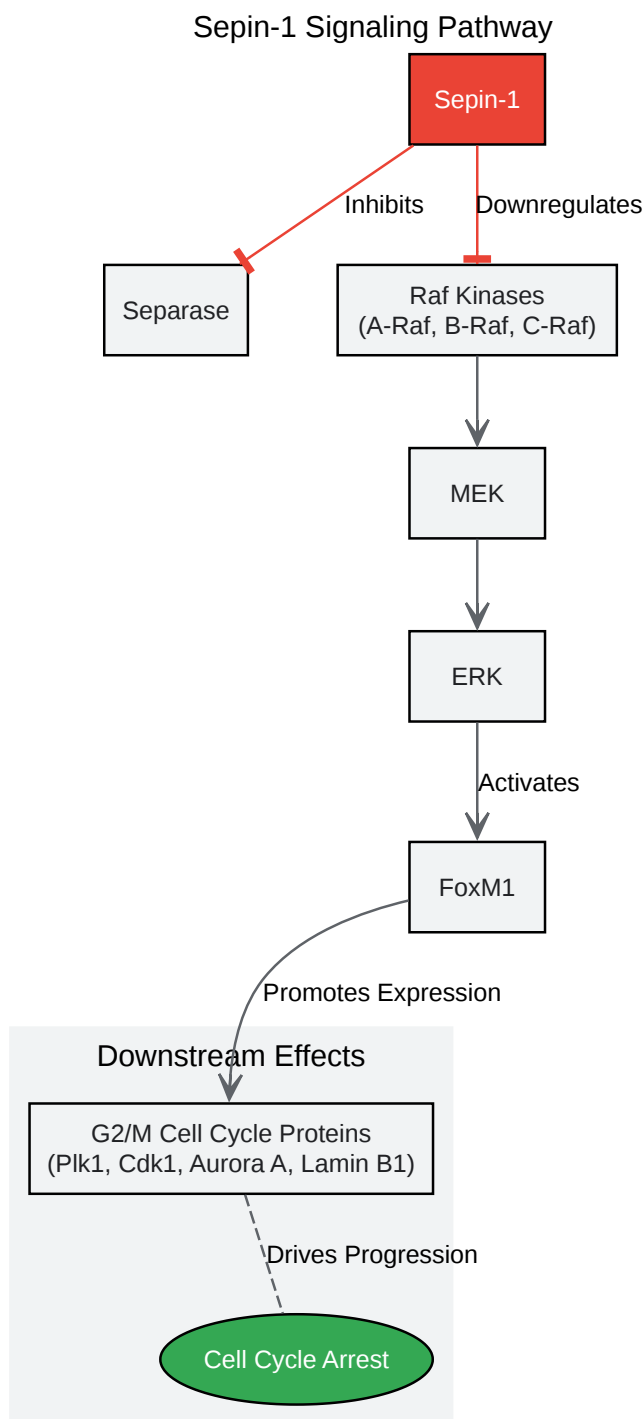 Sepin-1 Signaling Pathway
Sepin-1
Inhibits
Downregulates
Separase
Raf Kinases
(A-Raf, B-Raf, C-Raf)
MEK
ERK
Activates
FoxM1
Promotes Expression
Downstream Effects
G2/M Cell Cycle Proteins
(Plk1, Cdk1, Aurora A, Lamin B1)
Drives Progression
Cell Cycle Arrest